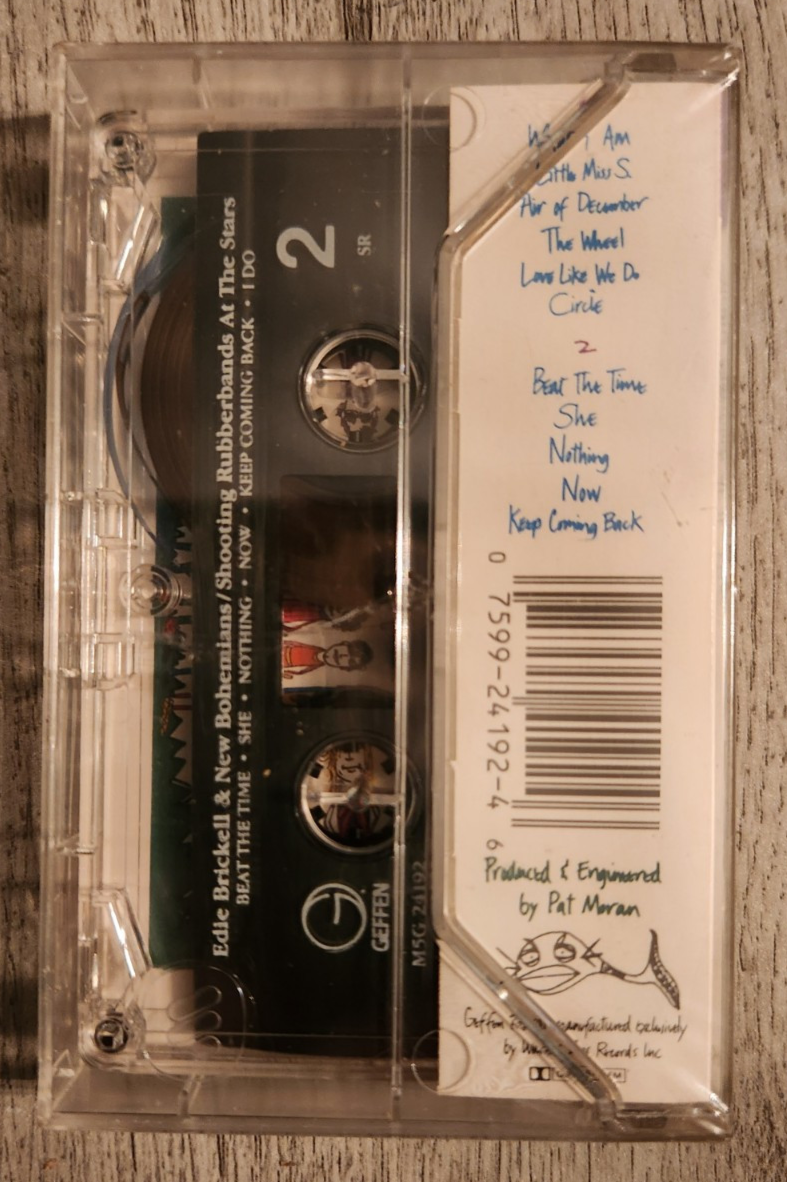 Edie Brickell & New Bohemians/Shooting Rubberbands At The Stars
BEAT THE TIME • SHE • NOTHING • NOW • KEEP COMING BACK • I DO
2
SR
GEFFEN
M5G 24192
What I Am
Little Miss S.
Air of December
The Wheel
Love Like We Do
Circle
2
Beat The Time
She
Nothing
Now
Keep Coming Back
0 7599-24192-4 6
Produced & Engineered
by Pat Moran
Geffen manufactured exclusively
by Records Inc